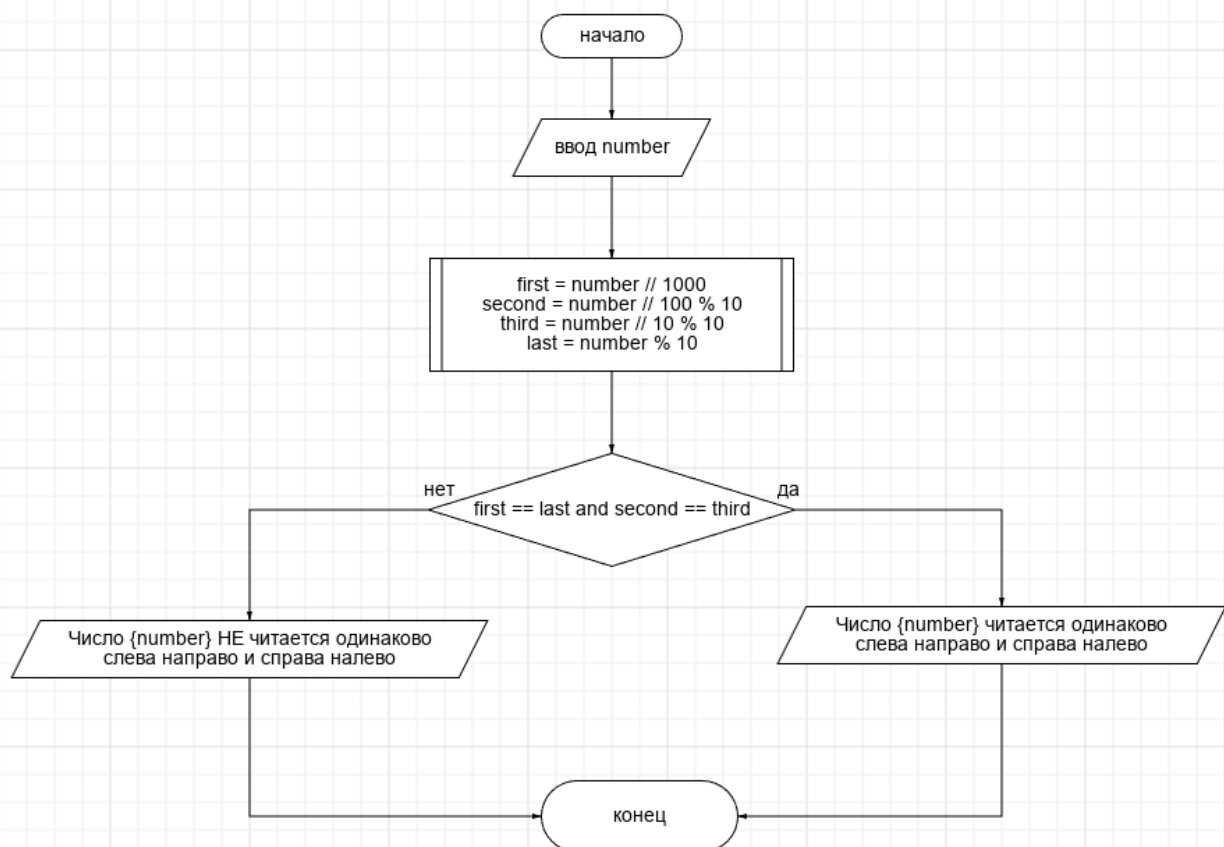 начало
ввод number
first = number // 1000
second = number // 100 % 10
third = number // 10 % 10
last = number % 10
нет
да
first == last and second == third
Число {number} НЕ читается одинаково
слева направо и справа налево
Число {number} читается одинаково
слева направо и справа налево
конец